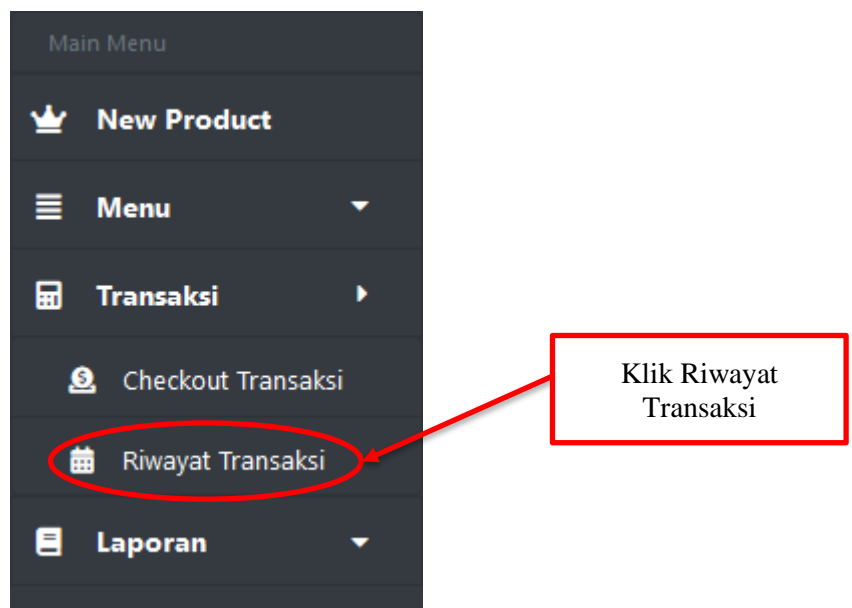 Main Menu
New Product
Menu
Transaksi
Checkout Transaksi
Riwayat Transaksi
Laporan
Klik Riwayat
Transaksi